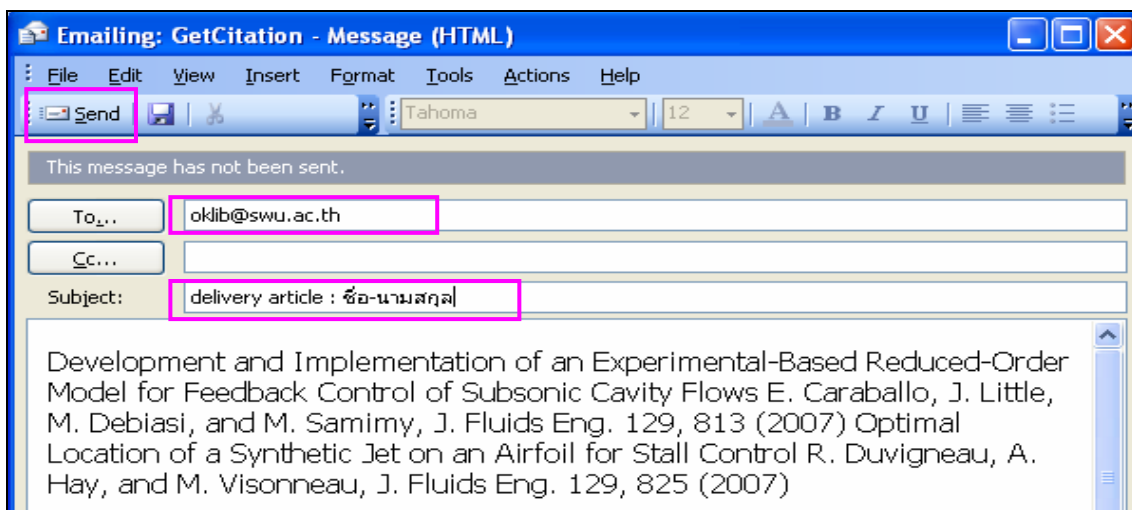 Emailing: GetCitation - Message (HTML)
File Edit View Insert Format Tools Actions Help
Send Tahoma 12 A B I U
This message has not been sent.
To... oklib@swu.ac.th
Cc...
Subject: delivery article : ชื่อ-นามสกุล
Development and Implementation of an Experimental-Based Reduced-Order
Model for Feedback Control of Subsonic Cavity Flows E. Caraballo, J. Little,
M. Debiasi, and M. Samimy, J. Fluids Eng. 129, 813 (2007) Optimal
Location of a Synthetic Jet on an Airfoil for Stall Control R. Duvigneau, A.
Hay, and M. Visonneau, J. Fluids Eng. 129, 825 (2007)